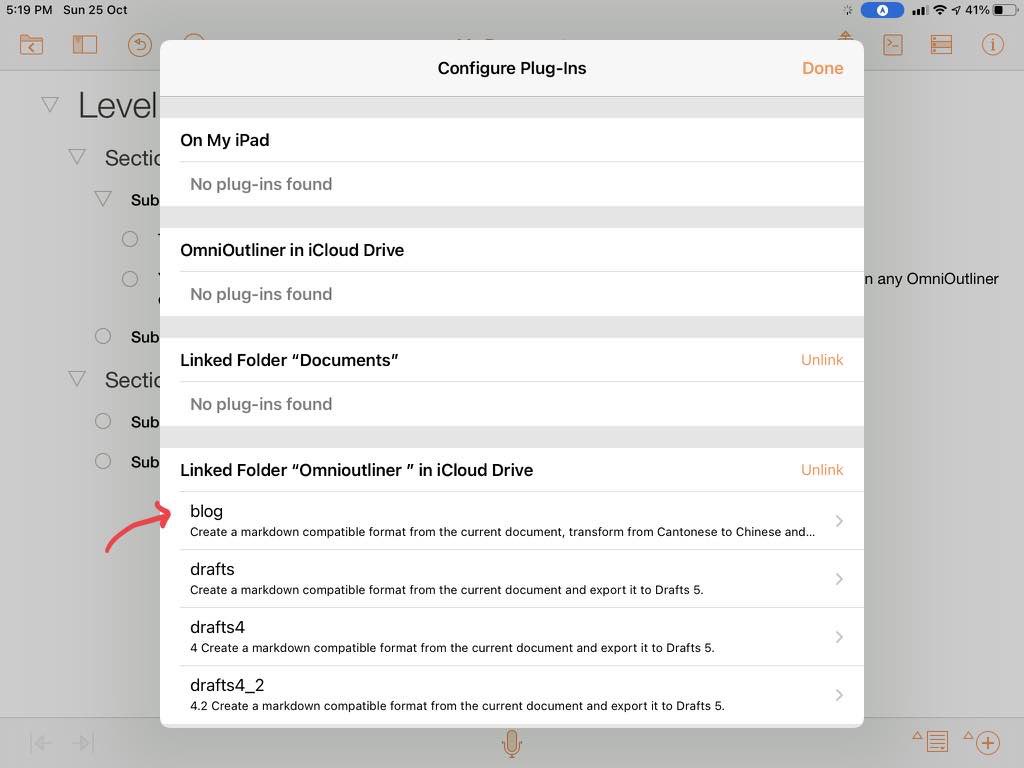 5:19 PM Sun 25 Oct
41%
Configure Plug-Ins
Done
Level
On My iPad
Sectio
No plug-ins found
Sub
OmniOutliner in iCloud Drive
n any OmniOutliner
No plug-ins found
Sub
Linked Folder “Documents”
Unlink
Sectio
No plug-ins found
Sub
Sub
Linked Folder “Omnioutliner ” in iCloud Drive
Unlink
blog
Create a markdown compatible format from the current document, transform from Cantonese to Chinese and...
drafts
Create a markdown compatible format from the current document and export it to Drafts 5.
drafts4
4 Create a markdown compatible format from the current document and export it to Drafts 5.
drafts4_2
4.2 Create a markdown compatible format from the current document and export it to Drafts 5.